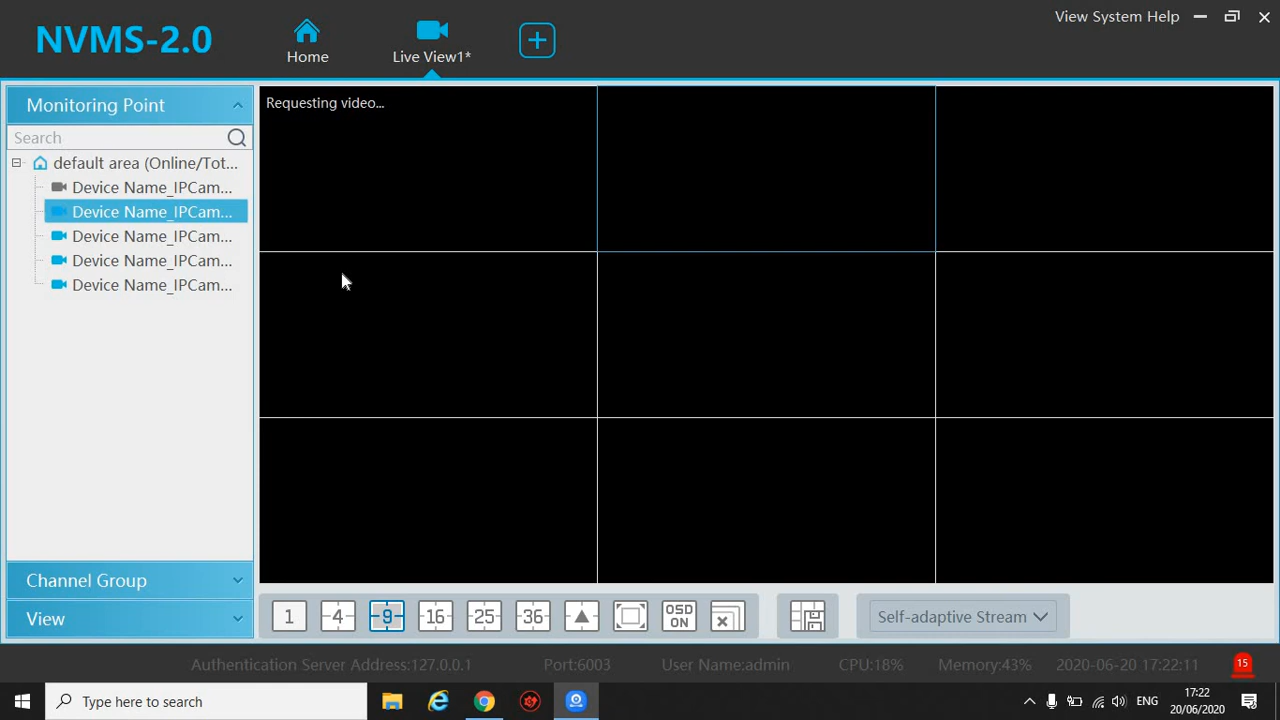 NVMS-2.0
Home
Live View1*
View System Help
Monitoring Point
Search
default area (Online/Tot...
Device Name_IPCam...
Device Name_IPCam...
Device Name_IPCam...
Device Name_IPCam...
Device Name_IPCam...
Channel Group
View
Requesting video...
1
4
9
16
25
36
OSD
ON
Self-adaptive Stream
Authentication Server Address:127.0.0.1
Port:6003
User Name:admin
CPU:18%
Memory:43%
2020-06-20 17:22:11
15
Type here to search
ENG
17:22
20/06/2020